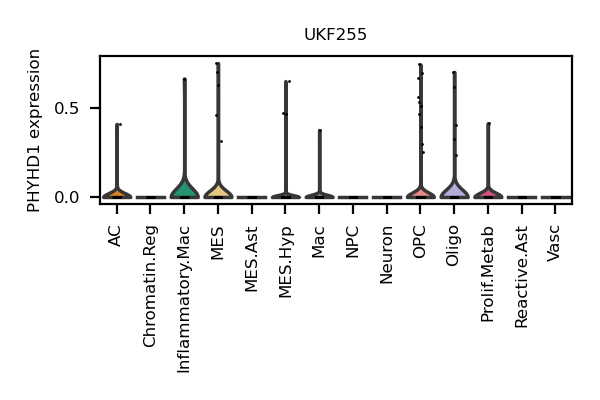 UKF255
PHYHD1 expression
0.5
0.0
AC
Chromatin.Reg
Inflammatory.Mac
MES
MES.Ast
MES.Hyp
Mac
NPC
Neuron
OPC
Oligo
Prolif.Metab
Reactive.Ast
Vasc